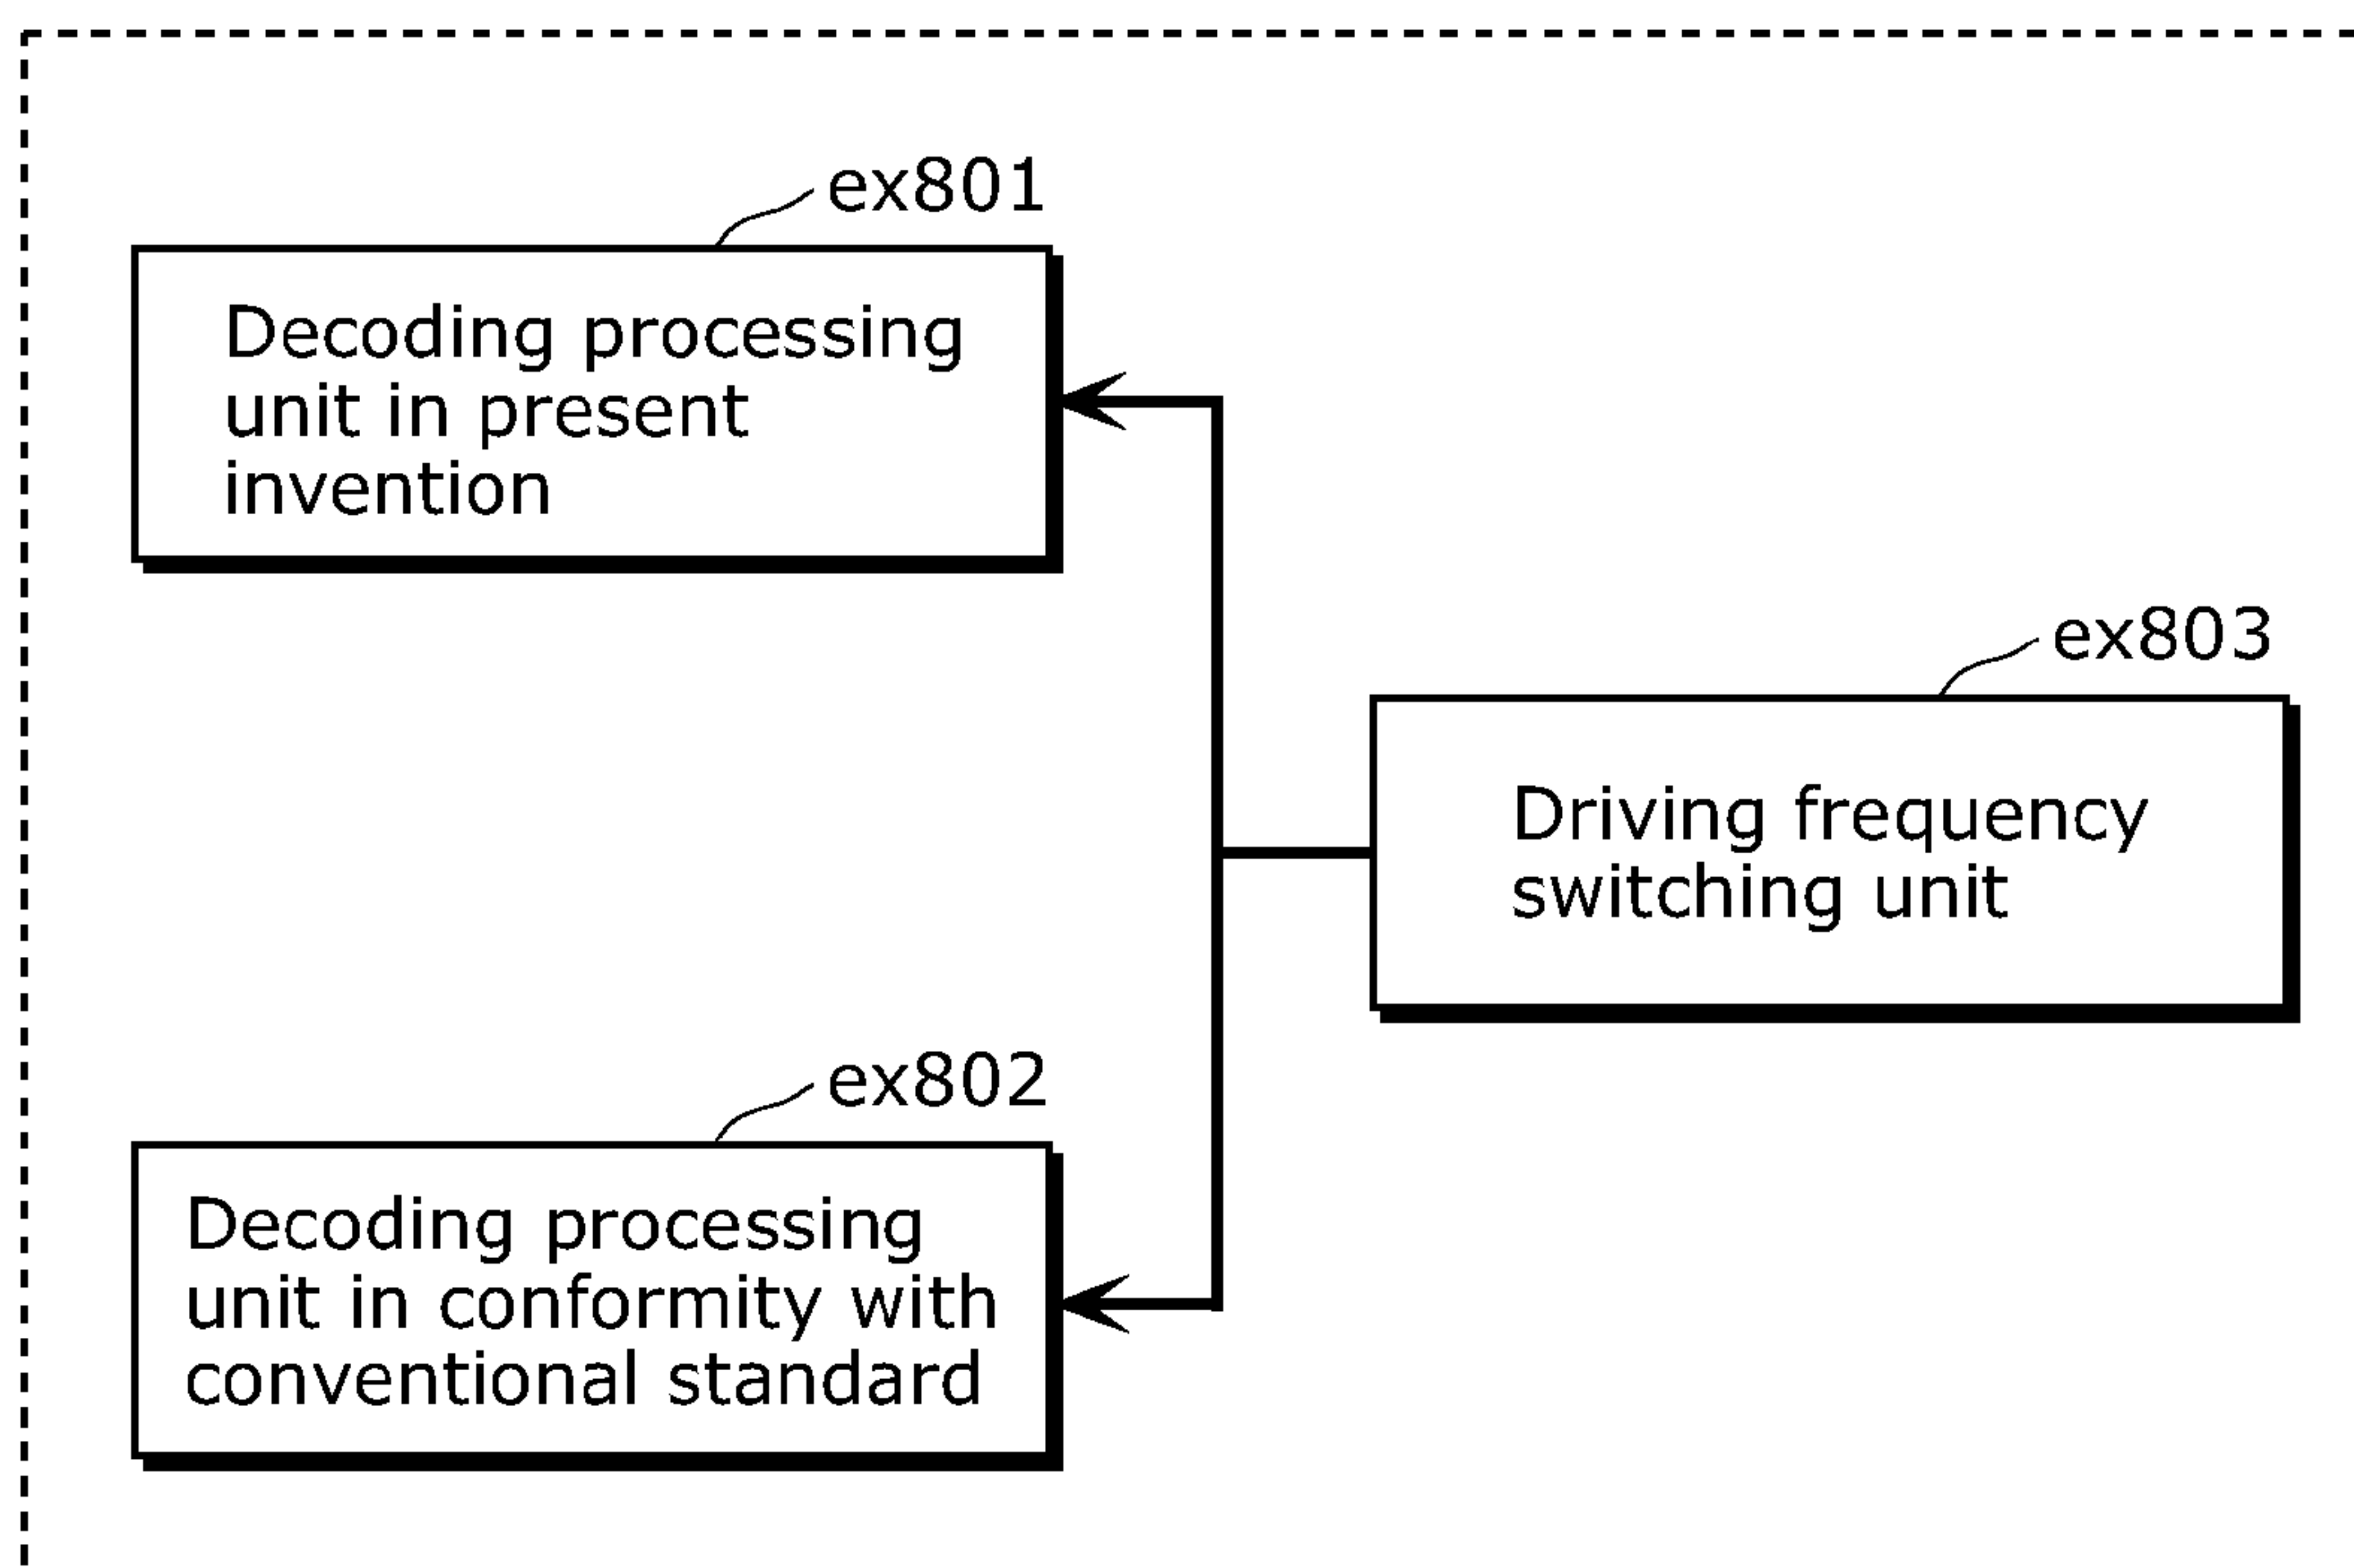 ex801
Decoding processing
unit in present
invention
ex803
Driving frequency
switching unit
ex802
Decoding processing
unit in conformity with
conventional standard